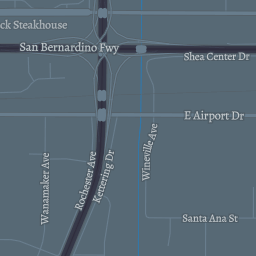 ck Steakhouse
San Bernardino Fwy
Shea Center Dr
E Airport Dr
Wineville Ave
Wanamaker Ave
Rochester Ave
Kettering Dr
Santa Ana St